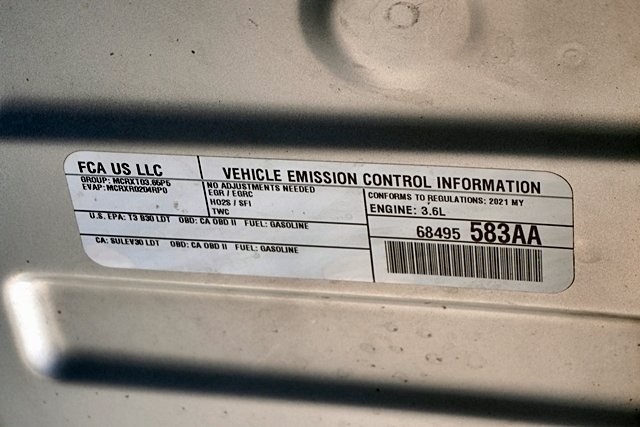 FCA US LLC
GROUP: MCRXT03.65P5
EVAP: MCRXR0204RP0
VEHICLE EMISSION CONTROL INFORMATION
NO ADJUSTMENTS NEEDED
EGR / EGRC
HO2S / SFI
TWC
CONFORMS TO REGULATIONS: 2021 MY
ENGINE: 3.6L
U.S. EPA: T3 B30 LDT OBD: CA OBD II FUEL: GASOLINE
CA: SULEV30 LDT OBD: CA OBD II FUEL: GASOLINE
68495 583AA